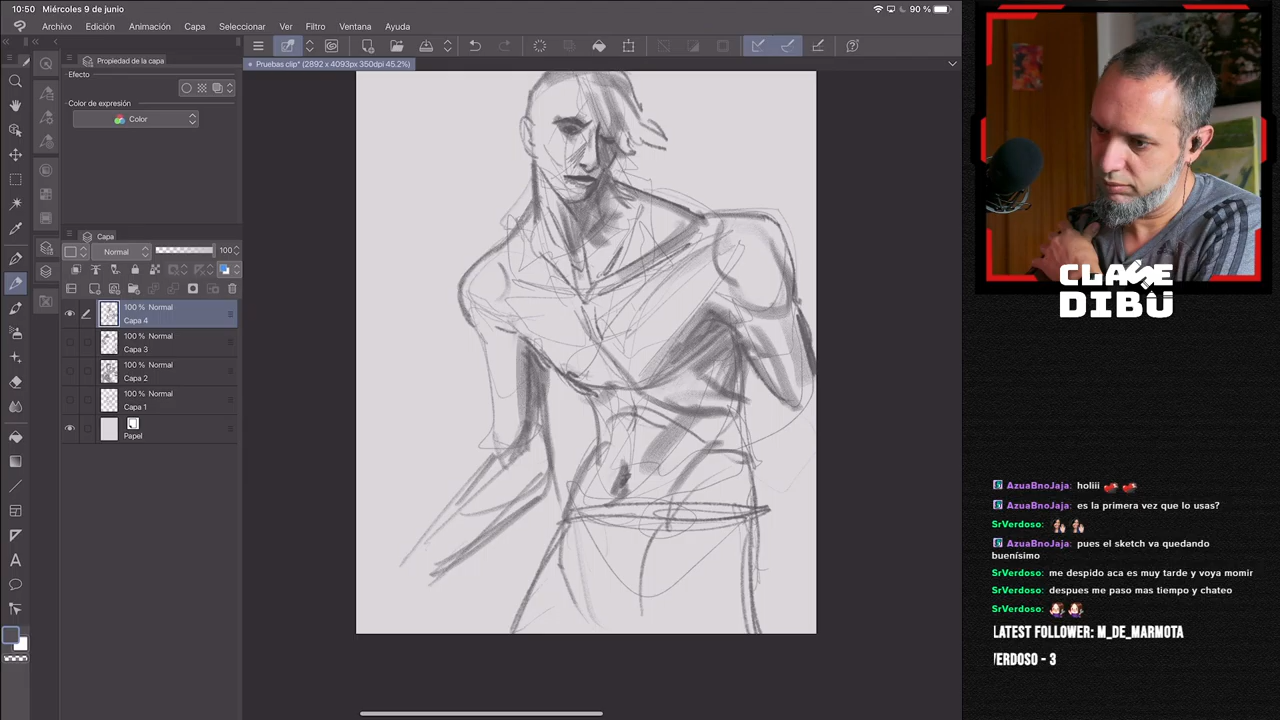 10:50 Miércoles 9 de junio
90 %
Archivo Edición Animación Capa Seleccionar Ver Filtro Ventana Ayuda
Pruebas clip* (2892 x 4093px 350dpi 45.2%)
Propiedad de la capa
Efecto
Color de expresión
Color
Capa
Normal 100
100 % Normal
Capa 4
100 % Normal
Capa 3
100 % Normal
Capa 2
100 % Normal
Capa 1
Papel
CLASE
DIBU
AzuaBnoJaja: holiii
AzuaBnoJaja: es la primera vez que lo usas?
SrVerdoso:
AzuaBnoJaja: pues el sketch va quedando
buenísimo
SrVerdoso: me despido aca es muy tarde y voya momir
SrVerdoso: despues me paso mas tiempo y chateo
SrVerdoso:
LATEST FOLLOWER: M_DE_MARMOTA
VERDOSO - 3